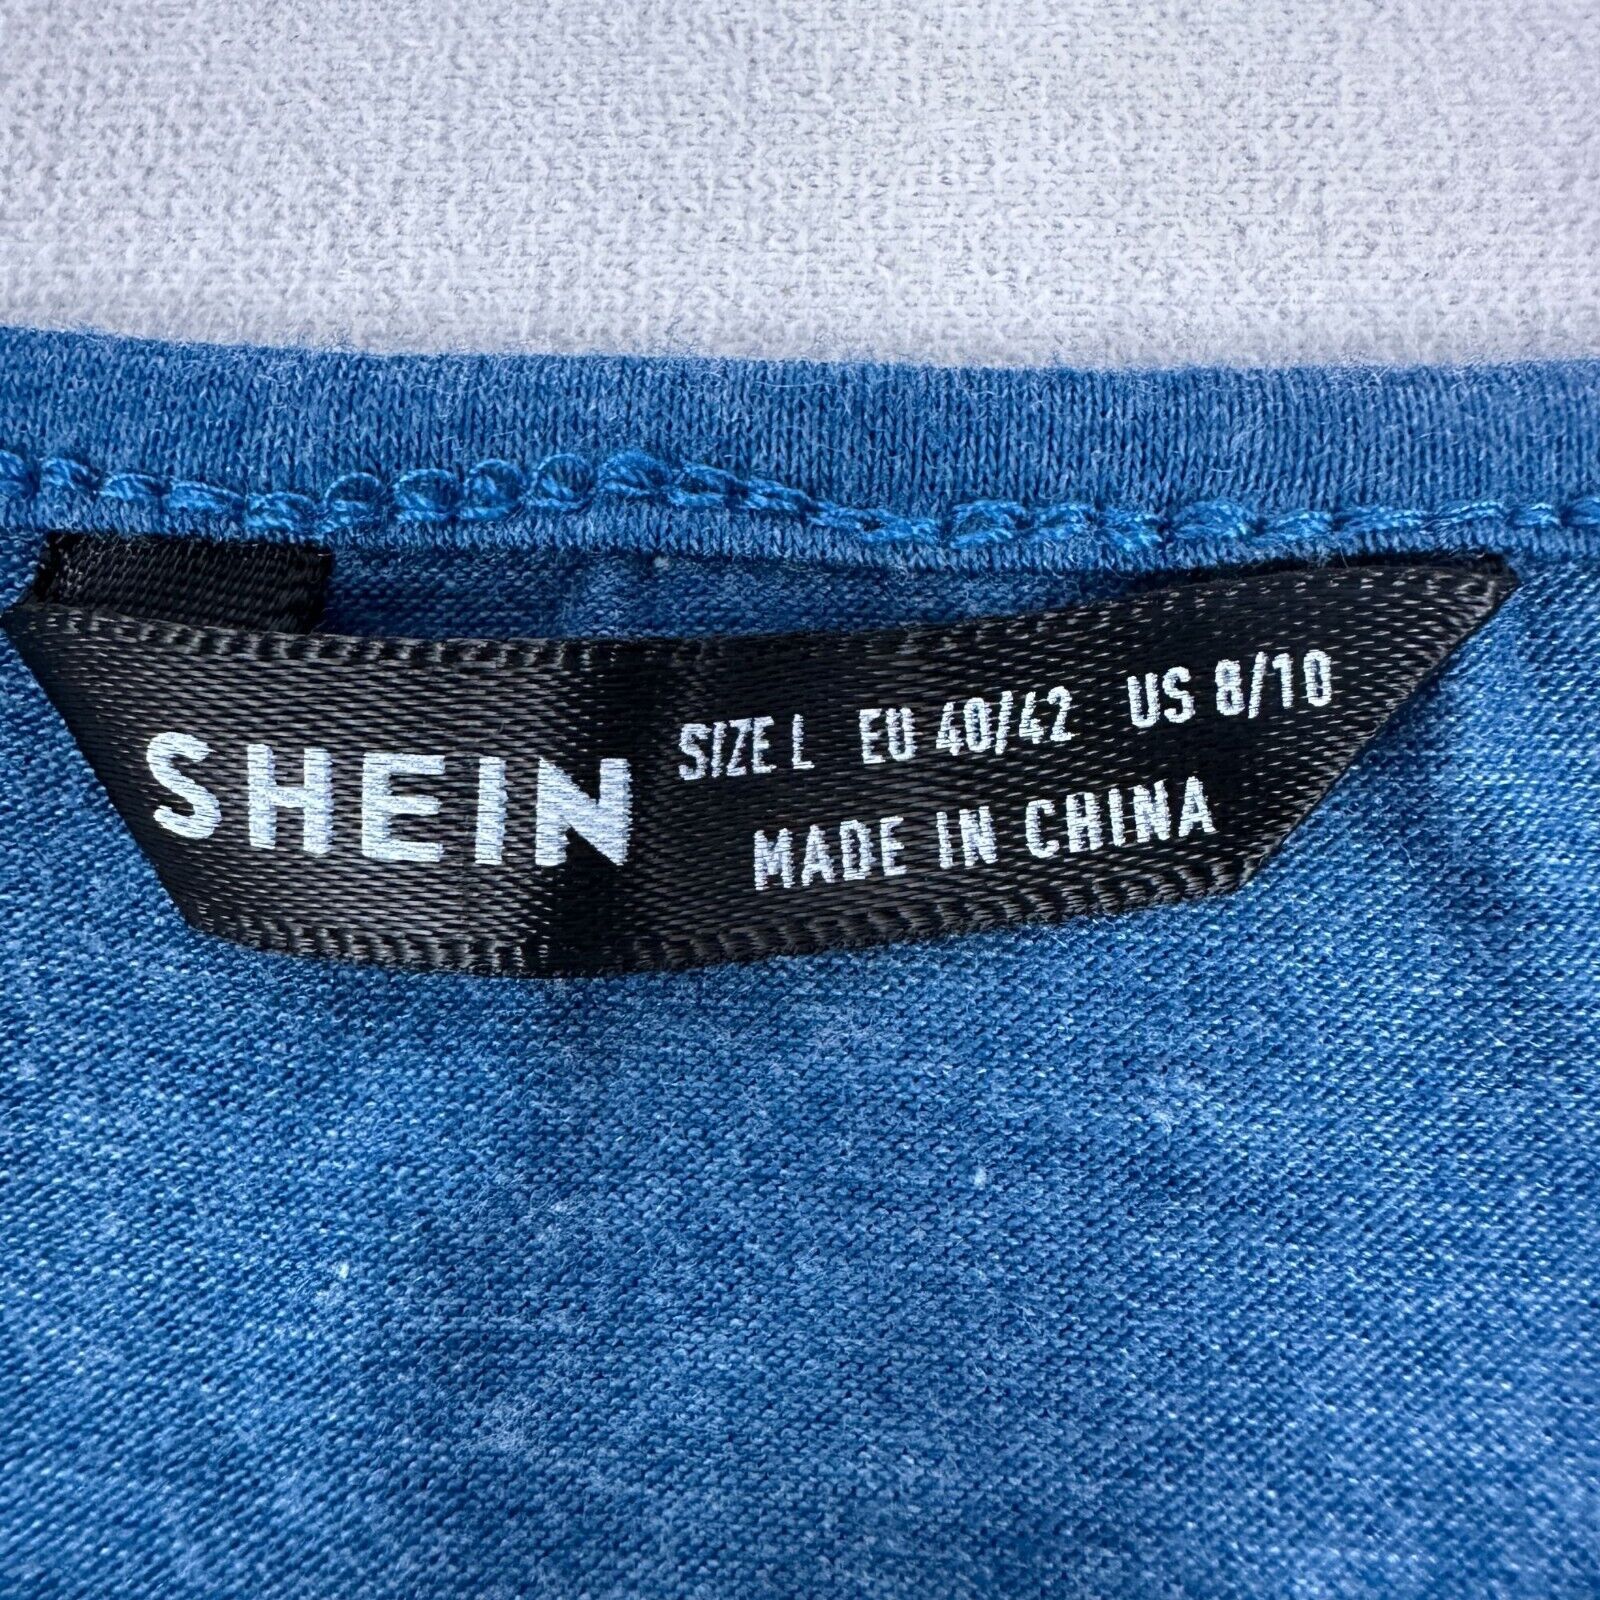 SHEIN
SIZE L EU 40/42 US 8/10
MADE IN CHINA